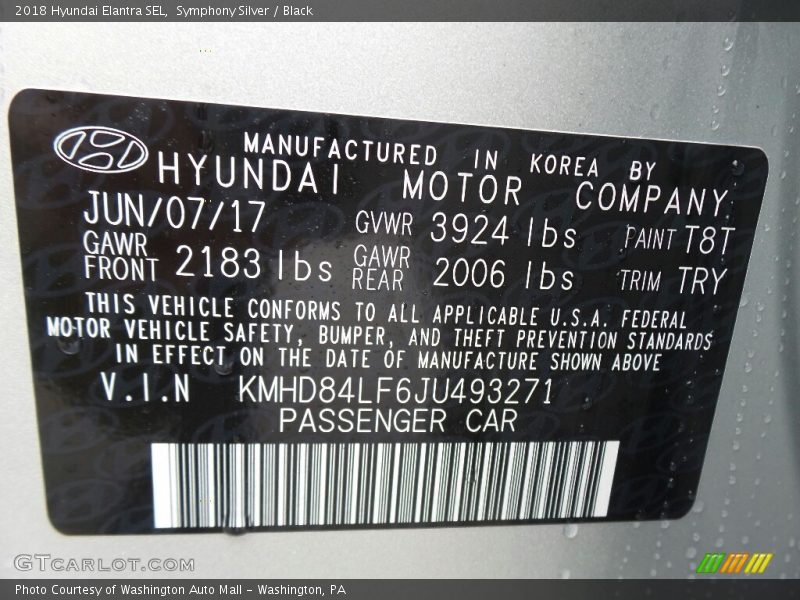 2018 Hyundai Elantra SEL, Symphony Silver / Black
MANUFACTURED IN KOREA BY
HYUNDAI MOTOR COMPANY
JUN/07/17 GVWR 3924 lbs PAINT T8T
GAWR FRONT 2183 lbs GAWR REAR 2006 lbs TRIM TRY
THIS VEHICLE CONFORMS TO ALL APPLICABLE U.S.A. FEDERAL
MOTOR VEHICLE SAFETY, BUMPER, AND THEFT PREVENTION STANDARDS
IN EFFECT ON THE DATE OF MANUFACTURE SHOWN ABOVE
V.I.N KMHD84LF6JU493271
PASSENGER CAR
GTCARLOT.COM
Photo Courtesy of Washington Auto Mall - Washington, PA